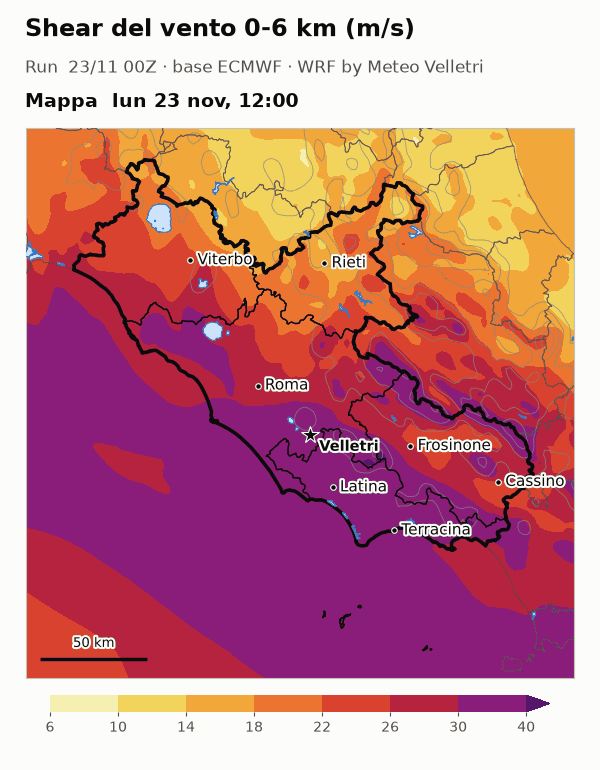 Shear del vento 0-6 km (m/s)
Run  23/11 00Z · base ECMWF · WRF by Meteo Velletri
Mappa  lun 23 nov, 12:00
Viterbo
Rieti
Roma
Velletri
Frosinone
Latina
Cassino
Terracina
50 km
6 10 14 18 22 26 30 40